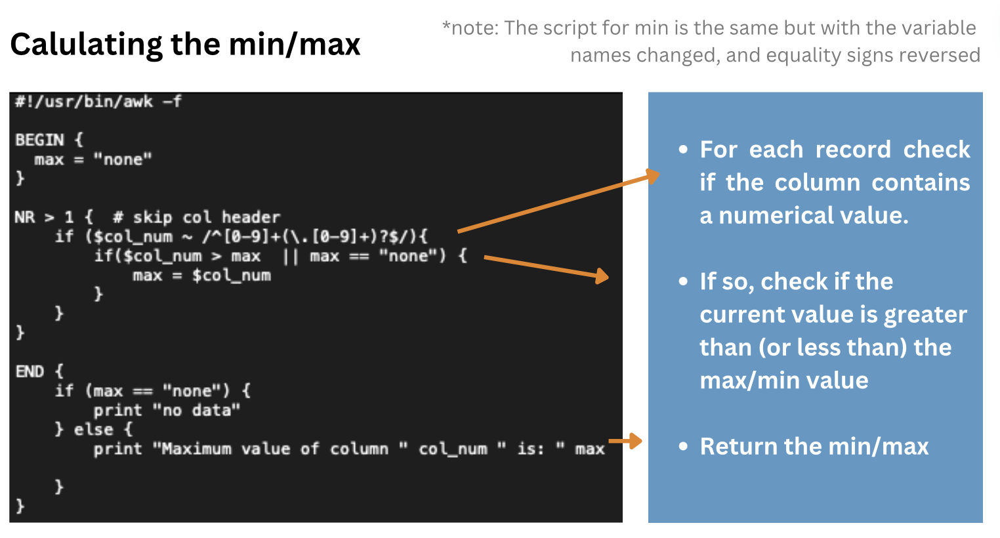 Calulating the min/max
*note: The script for min is the same but with the variable
names changed, and equality signs reversed
#!/usr/bin/awk -f
BEGIN {
  max = "none"
}
NR > 1 {  # skip col header
    if ($col_num ~ /^[0-9]+(\.[0-9]+)?$/){
        if($col_num > max  || max == "none") {
            max = $col_num
        }
    }
}
END {
    if (max == "none") {
        print "no data"
    } else {
        print "Maximum value of column " col_num " is: " max
    }
}
• For each record check
if the column contains
a numerical value.
• If so, check if the
current value is greater
than (or less than) the
max/min value
• Return the min/max